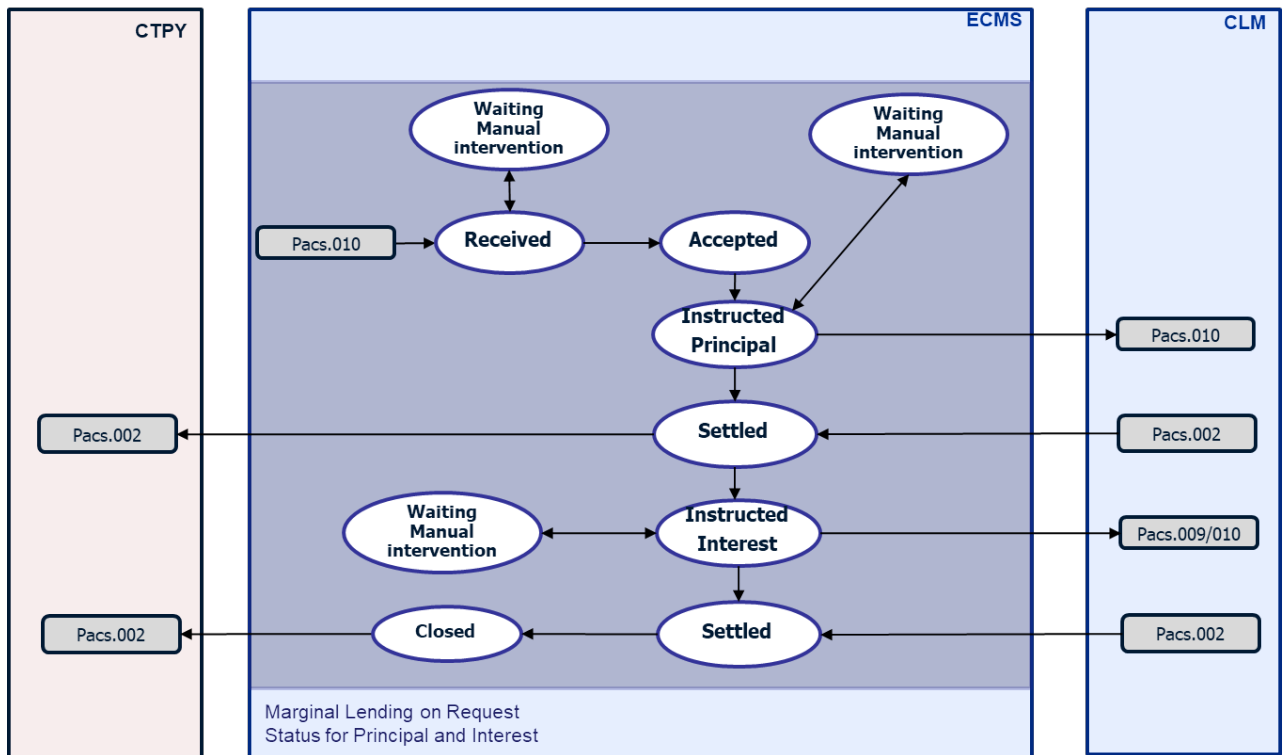 CTPY
ECMS
CLM
Waiting
Manual
intervention
Waiting
Manual
intervention
Pacs.010
Received
Accepted
Instructed
Principal
Pacs.010
Pacs.002
Settled
Pacs.002
Waiting
Manual
intervention
Instructed
Interest
Pacs.009/010
Pacs.002
Closed
Settled
Pacs.002
Marginal Lending on Request
Status for Principal and Interest